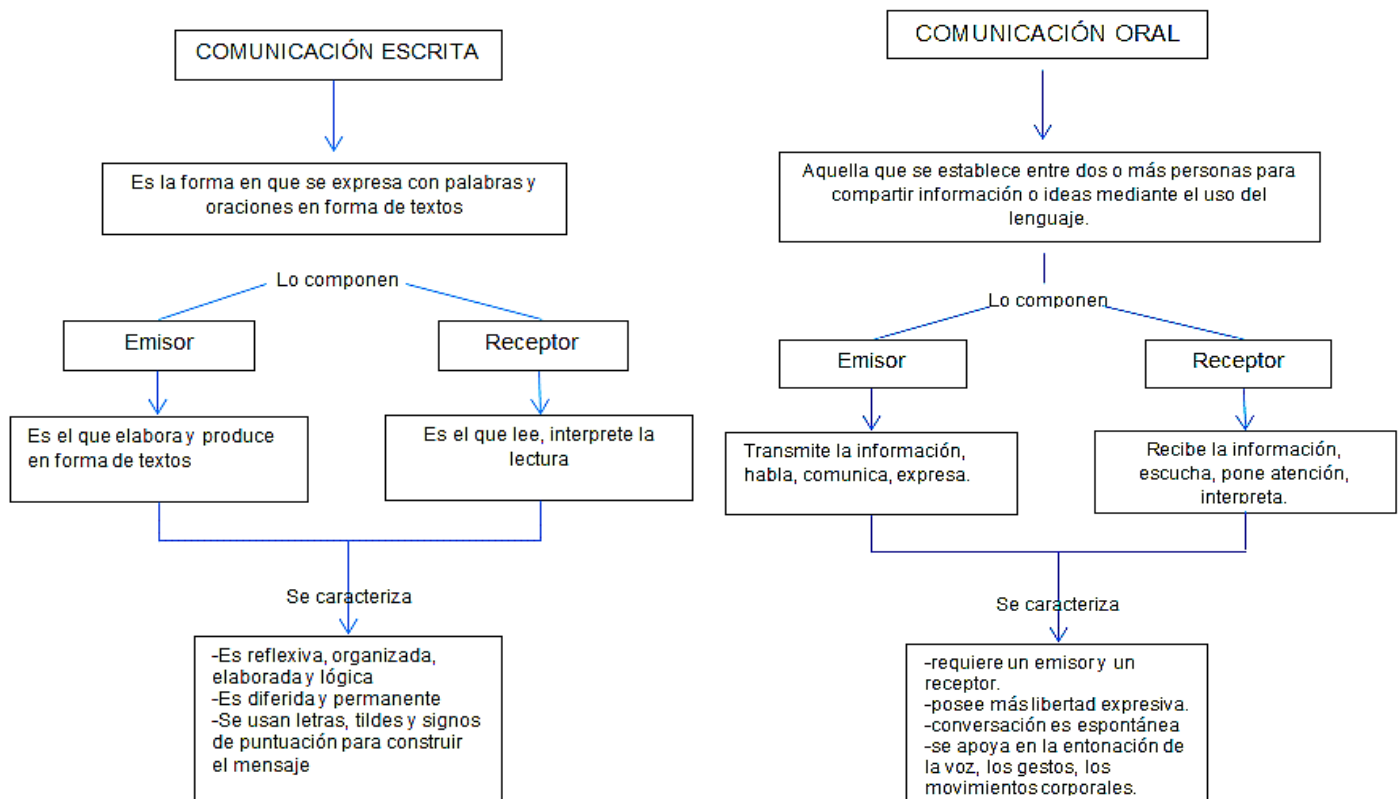 COMUNICACIÓN ESCRITA
Es la forma en que se expresa con palabras y
oraciones en forma de textos
Lo componen
Emisor
Receptor
Es el que elabora y produce
en forma de textos
Es el que lee, interprete la
lectura
Se caracteriza
-Es reflexiva, organizada,
elaborada y lógica
-Es diferida y permanente
-Se usan letras, tildes y signos
de puntuación para construir
el mensaje
COMUNICACIÓN ORAL
Aquella que se establece entre dos o más personas para
compartir información o ideas mediante el uso del
lenguaje.
Lo componen
Emisor
Receptor
Transmite la información,
habla, comunica, expresa.
Recibe la información,
escucha, pone atención,
interpreta.
Se caracteriza
-requiere un emisor y un
receptor.
-posee más libertad expresiva.
-conversación es espontánea
-se apoya en la entonación de
la voz, los gestos, los
movimientos corporales.